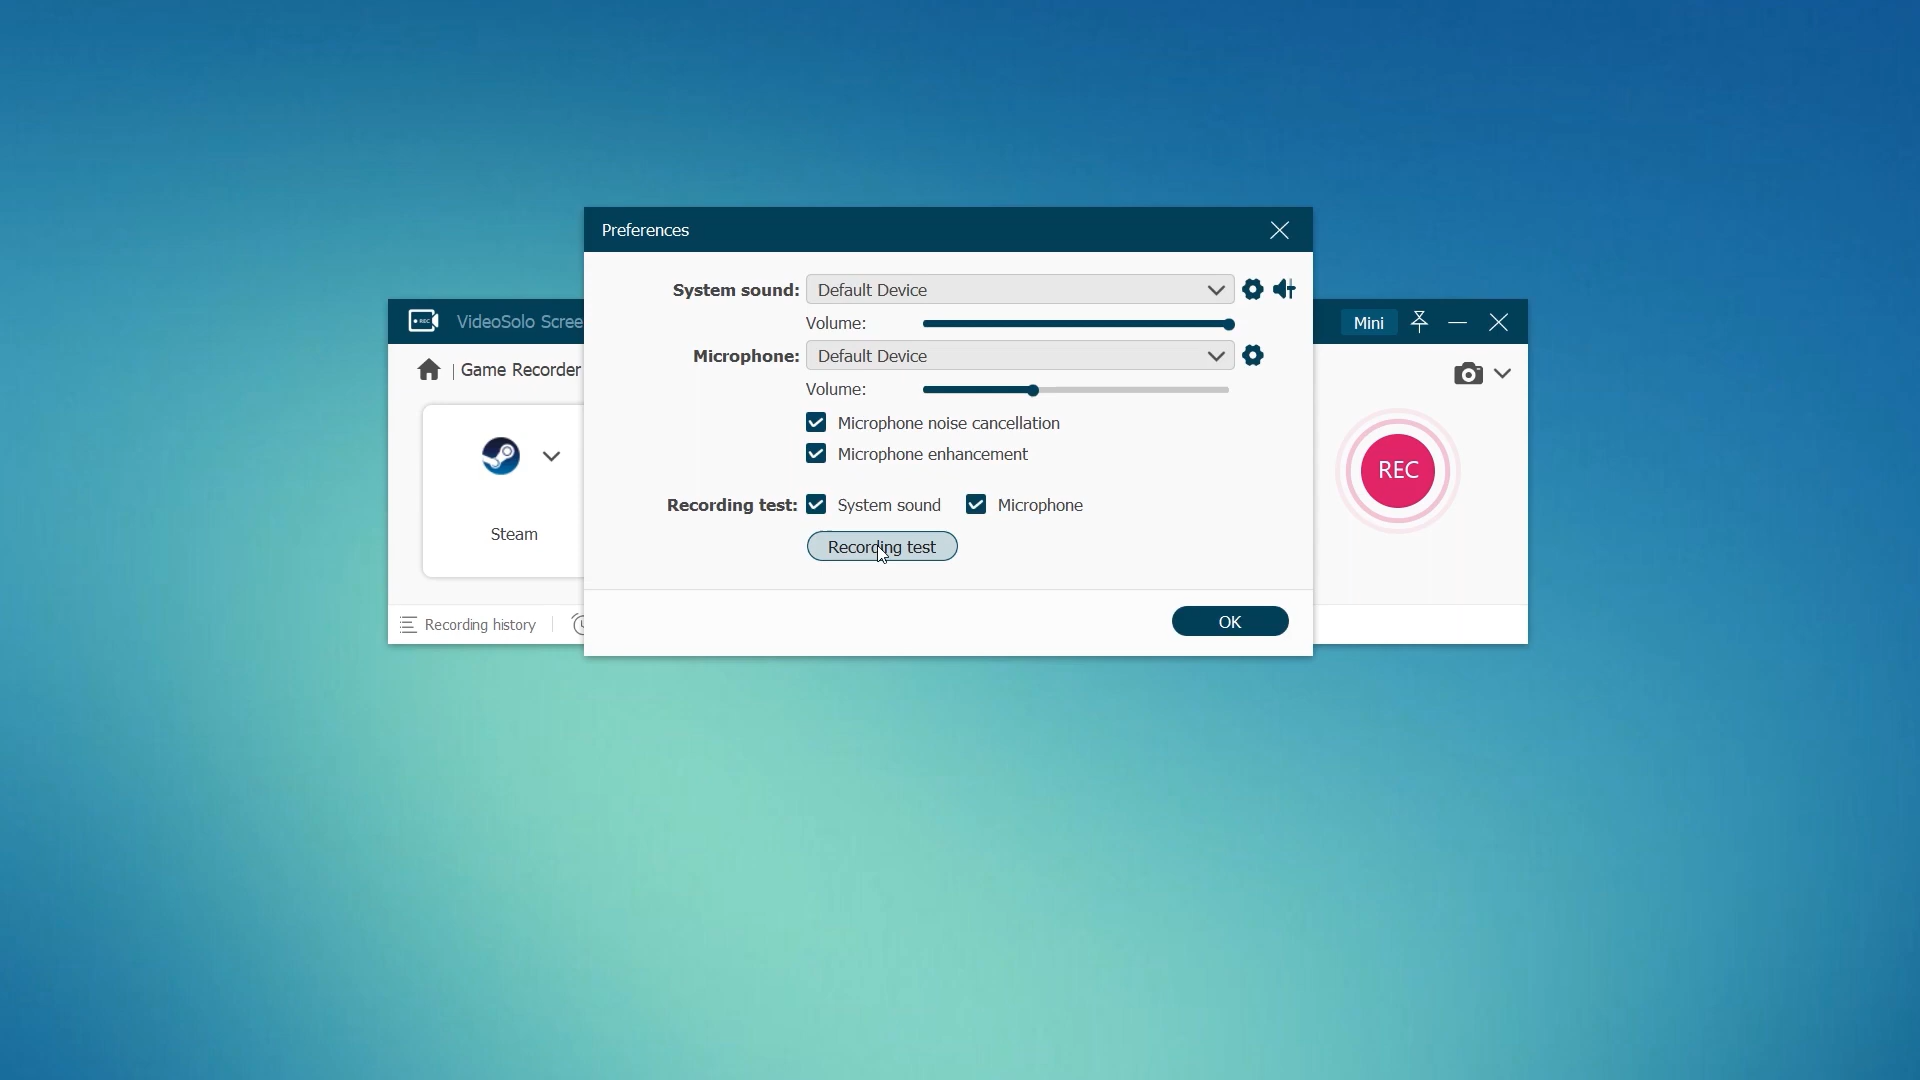 Preferences
System sound: Default Device
VideoSolo Scree
Mini
Volume:
Microphone: Default Device
Game Recorder
Volume:
Microphone noise cancellation
Microphone enhancement
REC
Recording test: System sound Microphone
Steam
Recording test
Recording history
OK